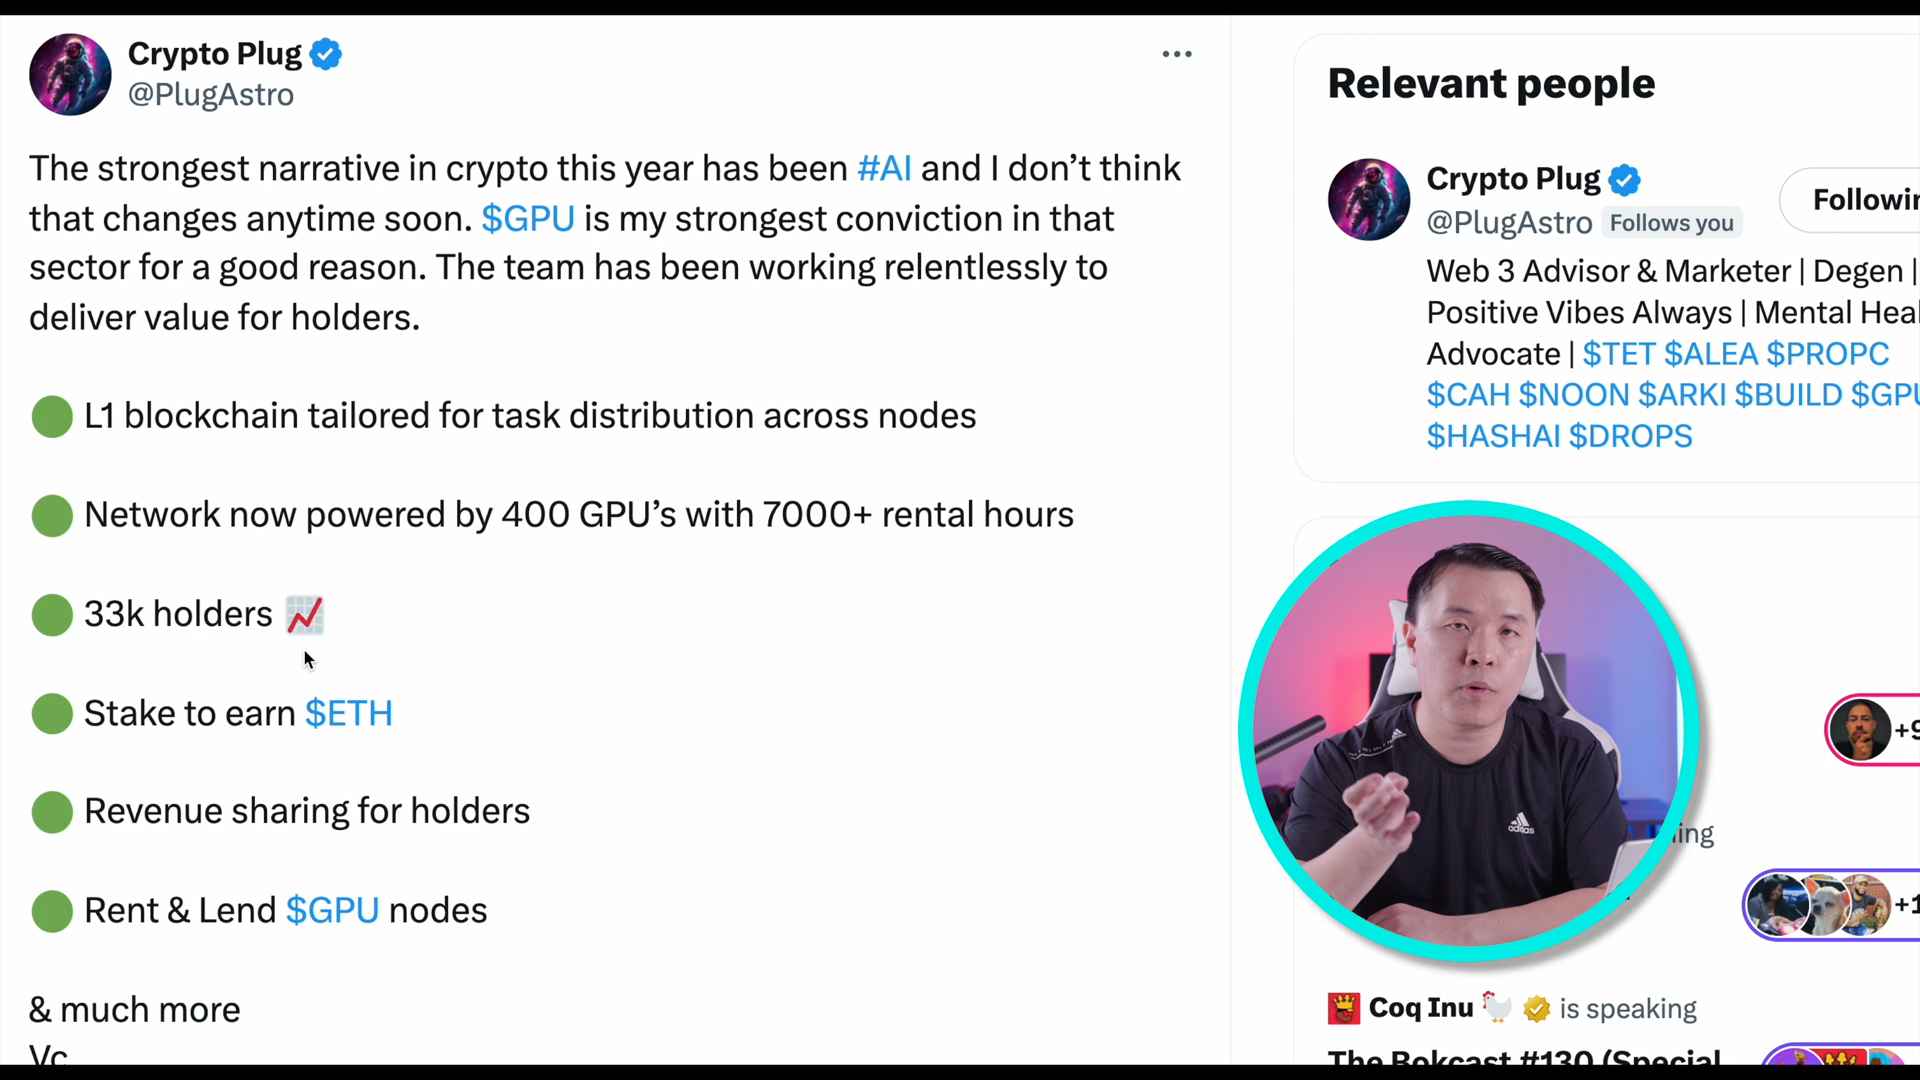 Crypto Plug
@PlugAstro
The strongest narrative in crypto this year has been #AI and I don’t think
that changes anytime soon. $GPU is my strongest conviction in that
sector for a good reason. The team has been working relentlessly to
deliver value for holders.
L1 blockchain tailored for task distribution across nodes
Network now powered by 400 GPU’s with 7000+ rental hours
33k holders
Stake to earn $ETH
Revenue sharing for holders
Rent & Lend $GPU nodes
& much more
Relevant people
Crypto Plug
@PlugAstro Follows you
Web 3 Advisor & Marketer | Degen |
Positive Vibes Always | Mental Hea
Advocate | $TET $ALEA $PROPC
$CAH $NOON $ARKI $BUILD $GPU
$HASHAI $DROPS
adidas
Coq Inu is speaking
The Bokcast #130 (Special